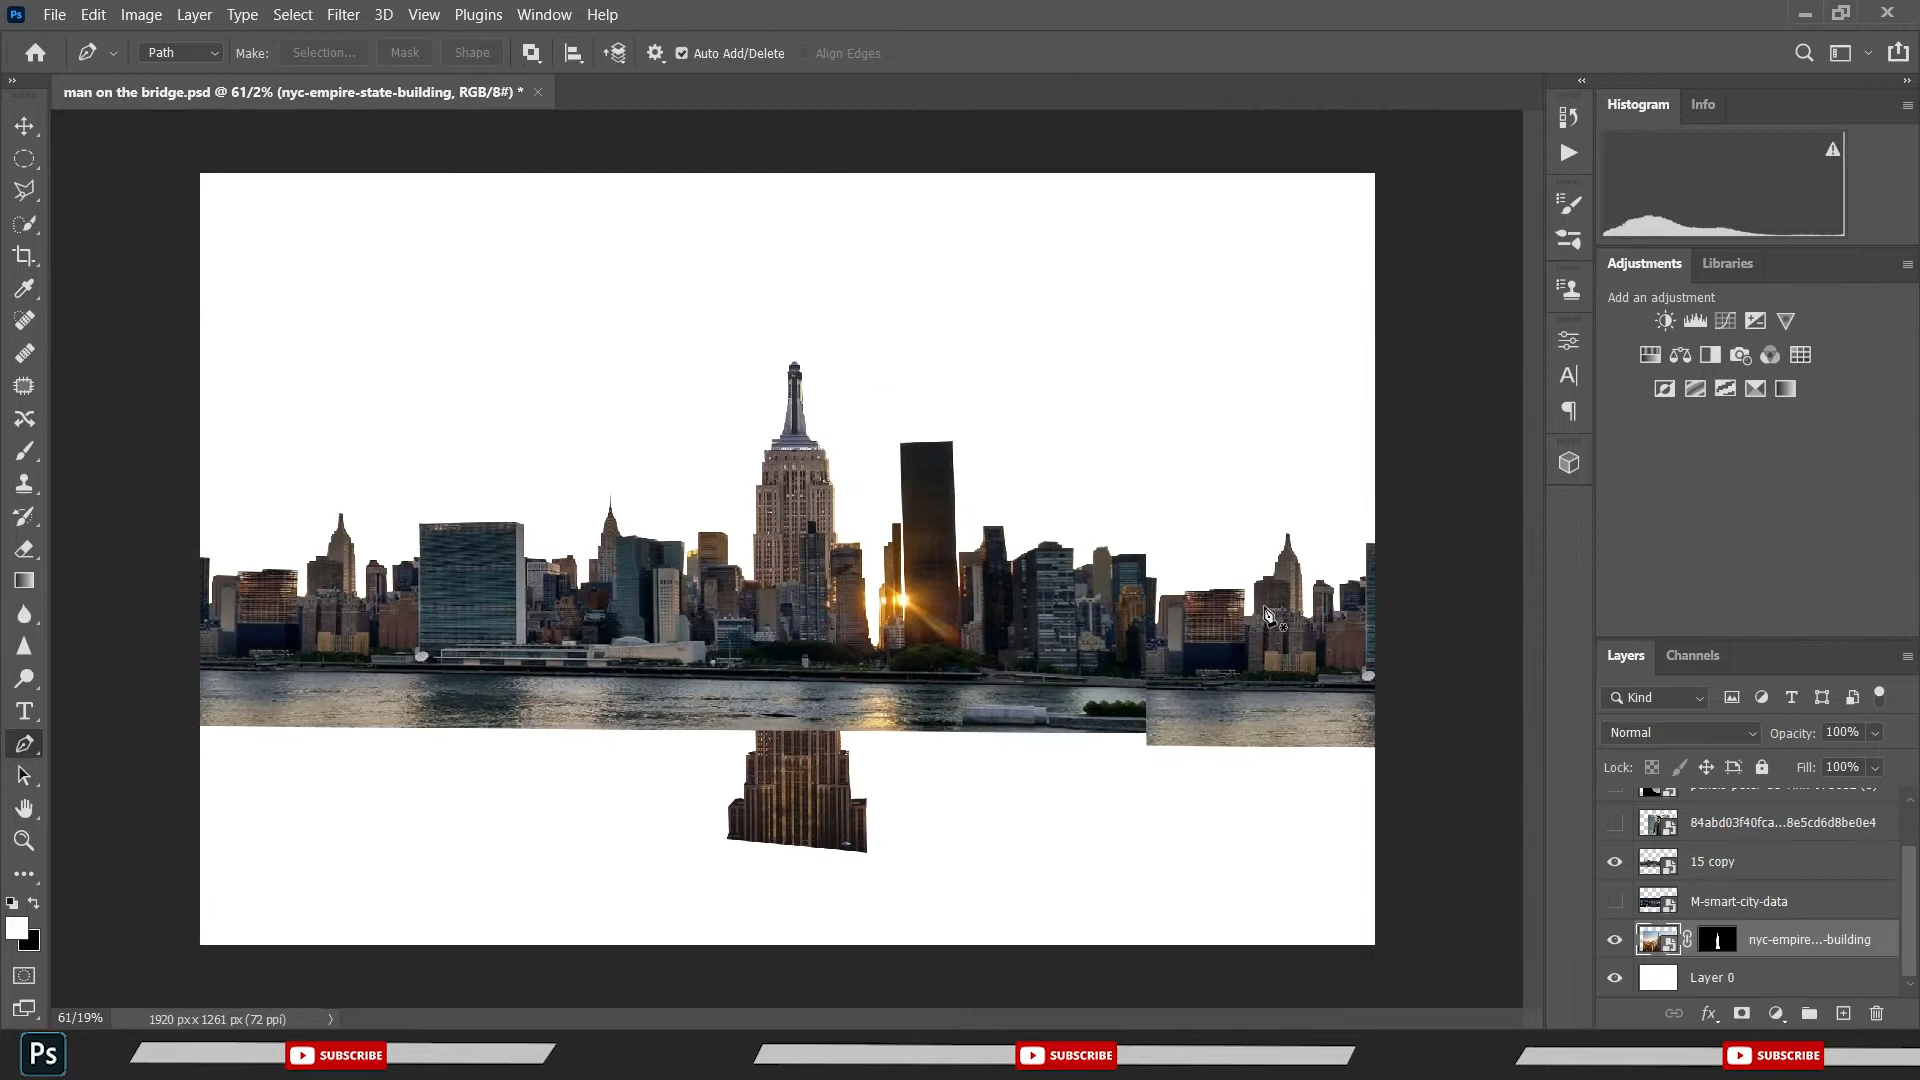 Ps File Edit Image Layer Type Select Filter 3D View Plugins Window Help
Path Make: Selection... Mask Shape Auto Add/Delete Align Edges
man on the bridge.psd @ 61/2% (nyc-empire-state-building, RGB/8#) *
Histogram Info
Adjustments Libraries
Add an adjustment
Layers Channels
Kind
Normal Opacity: 100%
Lock: Fill: 100%
84abd03f40fca...8e5cd6d8be0e4
15 copy
M-smart-city-data
nyc-empire...-building
Layer 0
61/19% 1920 px x 1261 px (72 ppi)
Ps SUBSCRIBE SUBSCRIBE SUBSCRIBE